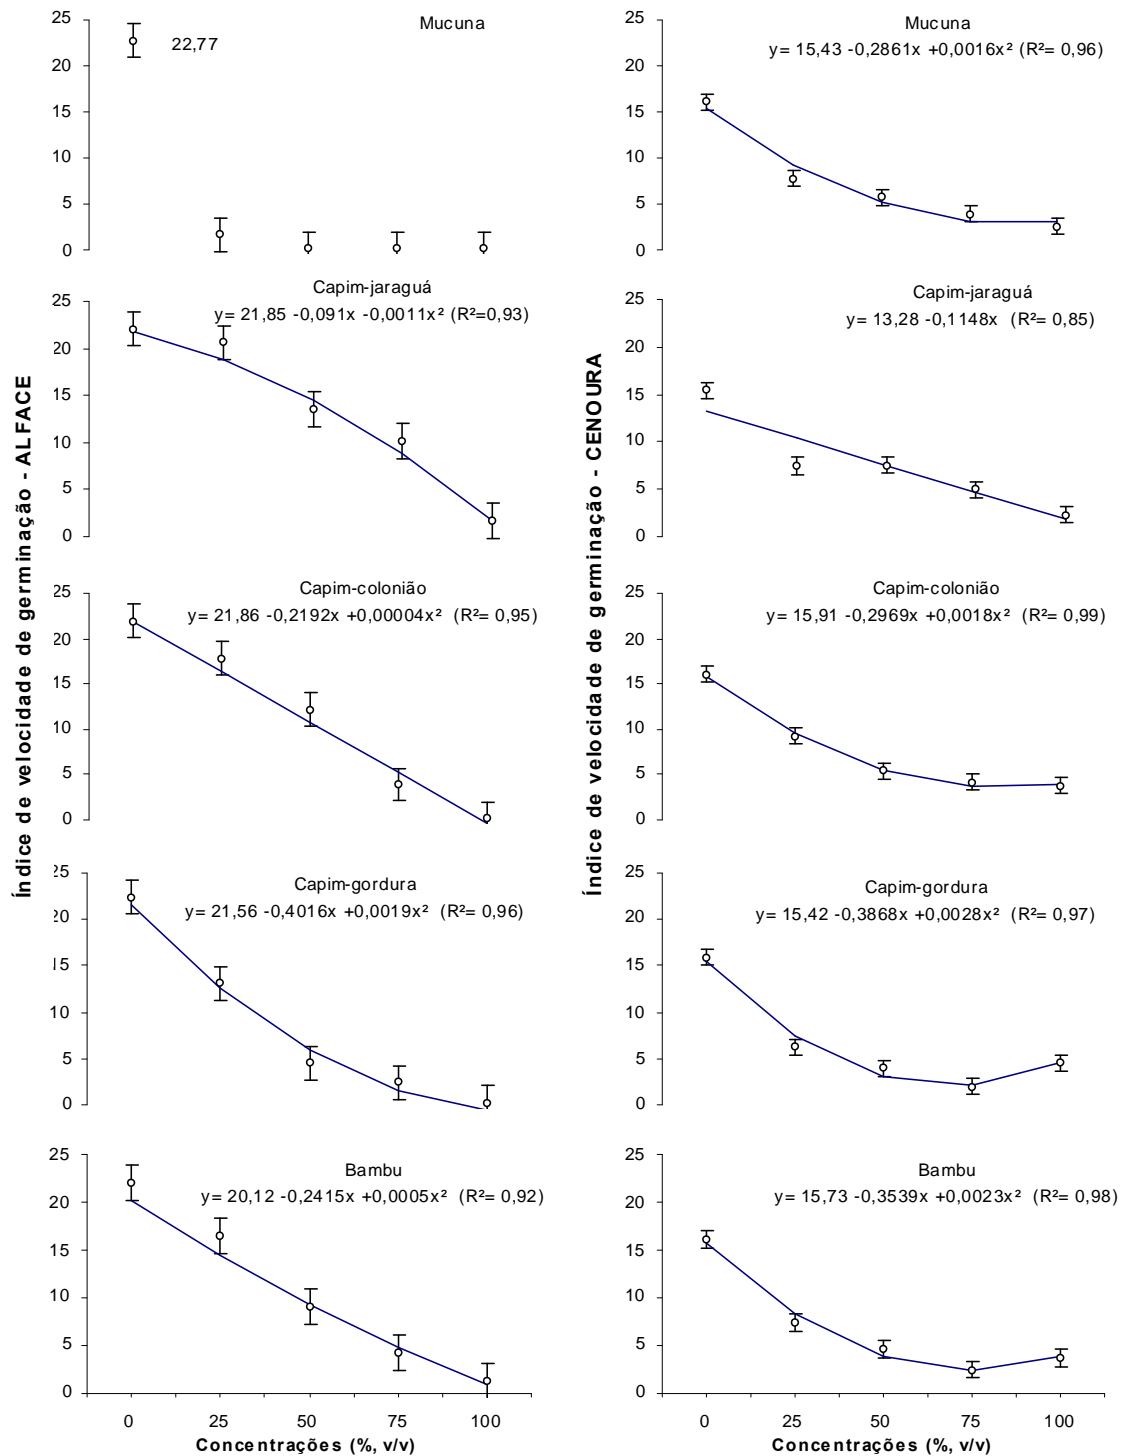 Índice de velocidade de germinação - ALFACE
Mucuna
22,77
25
20
15
10
5
0
Capim-jaraguá
y= 21,85 -0,091x -0,0011x² (R²=0,93)
25
20
15
10
5
0
Capim-colonião
y= 21,86 -0,2192x +0,00004x² (R²= 0,95)
25
20
15
10
5
0
Capim-gordura
y= 21,56 -0,4016x +0,0019x² (R²= 0,96)
25
20
15
10
5
0
Bambu
y= 20,12 -0,2415x +0,0005x² (R²= 0,92)
25
20
15
10
5
0
0 25 50 75 100
Concentrações (%, v/v)
Índice de velocidade de germinação - CENOURA
Mucuna
y= 15,43 -0,2861x +0,0016x² (R²= 0,96)
25
20
15
10
5
0
Capim-jaraguá
y= 13,28 -0,1148x (R²= 0,85)
25
20
15
10
5
0
Capim-colonião
y= 15,91 -0,2969x +0,0018x² (R²= 0,99)
25
20
15
10
5
0
Capim-gordura
y= 15,42 -0,3868x +0,0028x² (R²= 0,97)
25
20
15
10
5
0
Bambu
y= 15,73 -0,3539x +0,0023x² (R²= 0,98)
25
20
15
10
5
0
0 25 50 75 100
Concentrações (%, v/v)